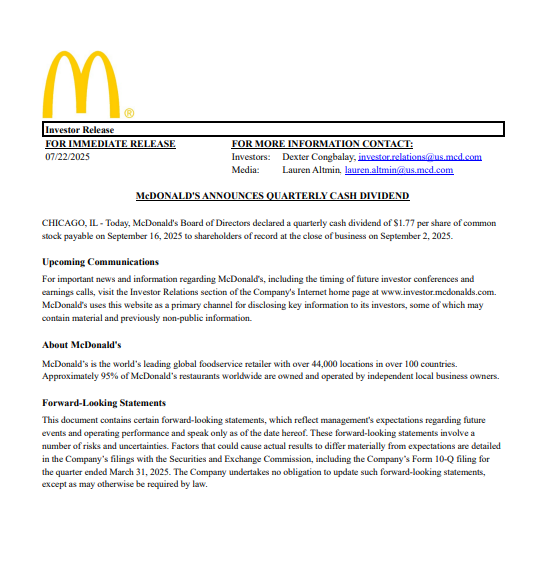 ®
Investor Release
FOR IMMEDIATE RELEASE FOR MORE INFORMATION CONTACT:
07/22/2025 Investors: Dexter Congbalay, investor.relations@us.mcd.com
Media: Lauren Altmin, lauren.altmin@us.mcd.com
McDONALD'S ANNOUNCES QUARTERLY CASH DIVIDEND
CHICAGO, IL - Today, McDonald's Board of Directors declared a quarterly cash dividend of $1.77 per share of common
stock payable on September 16, 2025 to shareholders of record at the close of business on September 2, 2025.
Upcoming Communications
For important news and information regarding McDonald's, including the timing of future investor conferences and
earnings calls, visit the Investor Relations section of the Company's Internet home page at www.investor.mcdonalds.com.
McDonald's uses this website as a primary channel for disclosing key information to its investors, some of which may
contain material and previously non-public information.
About McDonald's
McDonald's is the world's leading global foodservice retailer with over 44,000 locations in over 100 countries.
Approximately 95% of McDonald's restaurants worldwide are owned and operated by independent local business owners.
Forward-Looking Statements
This document contains certain forward-looking statements, which reflect management's expectations regarding future
events and operating performance and speak only as of the date hereof. These forward-looking statements involve a
number of risks and uncertainties. Factors that could cause actual results to differ materially from expectations are detailed
in the Company's filings with the Securities and Exchange Commission, including the Company's Form 10-Q filing for
the quarter ended March 31, 2025. The Company undertakes no obligation to update such forward-looking statements,
except as may otherwise be required by law.